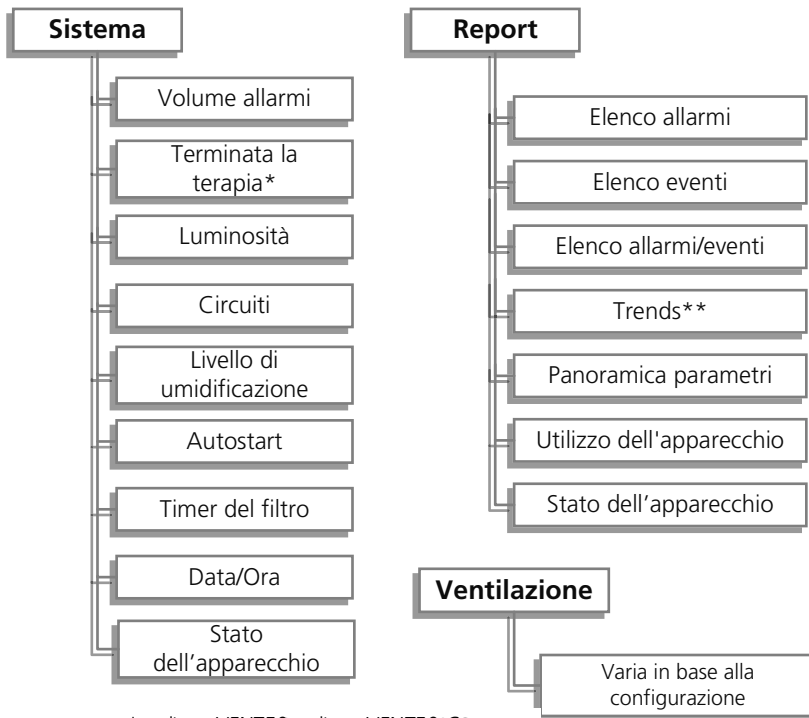 Sistema
Volume allarmi
Terminata la
terapia*
Luminosità
Circuiti
Livello di
umidificazione
Autostart
Timer del filtro
Data/Ora
Stato
dell'apparecchio
Report
Elenco allarmi
Elenco eventi
Elenco allarmi/eventi
Trends**
Panoramica parametri
Utilizzo dell'apparecchio
Stato dell’apparecchio
Ventilazione
Varia in base alla
configurazione